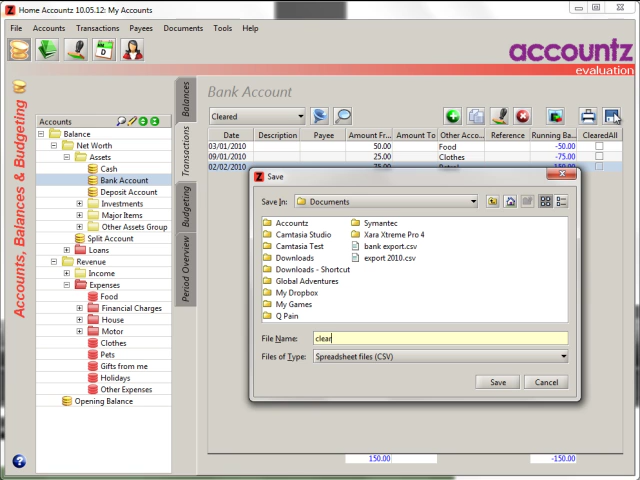 Home Accountz 10.05.12: My Accounts
File Accounts Transactions Payees Documents Tools Help
accountz
evaluation
Accounts, Balances & Budgeting
Balances
Transactions
Budgeting
Period Overview
Bank Account
Accounts
Cleared
Balance
Net Worth
Assets
Cash
Bank Account
Deposit Account
Investments
Major Items
Other Assets Group
Split Account
Loans
Revenue
Income
Expenses
Food
Financial Charges
House
Motor
Clothes
Pets
Gifts from me
Holidays
Other Expenses
Opening Balance
Date Description Payee Amount Fr... Amount To Other Acco... Reference Running Ba... ClearedAll
03/01/2010 50.00 Food -50.00
09/01/2010 25.00 Clothes -75.00
02/02/2010
Save
Save In: Documents
Accountz
Camtasia Studio
Camtasia Test
Downloads
Downloads - Shortcut
Global Adventures
My Dropbox
My Games
Q Pain
Symantec
Xara Xtreme Pro 4
bank export.csv
export 2010.csv
File Name: clear
Files of Type: Spreadsheet files (CSV)
Save Cancel
150.00 -150.00